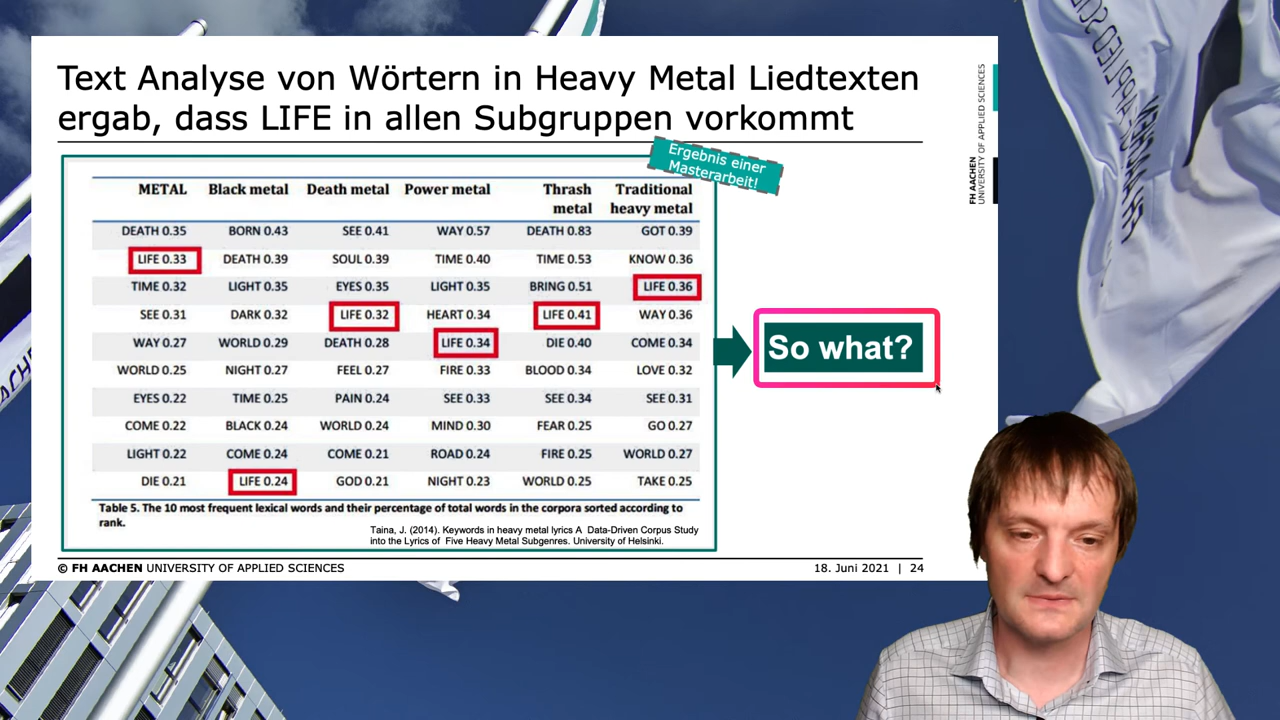 Text Analyse von Wörtern in Heavy Metal Liedtexten
ergab, dass LIFE in allen Subgruppen vorkommt
Ergebnis einer
Masterarbeit!
METAL Black metal Death metal Power metal Thrash metal Traditional heavy metal
DEATH 0.35 BORN 0.43 SEE 0.41 WAY 0.57 DEATH 0.83 GOT 0.39
LIFE 0.33 DEATH 0.39 SOUL 0.39 TIME 0.40 TIME 0.53 KNOW 0.36
TIME 0.32 LIGHT 0.35 EYES 0.35 LIGHT 0.35 BRING 0.51 LIFE 0.36
SEE 0.31 DARK 0.32 LIFE 0.32 HEART 0.34 LIFE 0.41 WAY 0.36
WAY 0.27 WORLD 0.29 DEATH 0.28 LIFE 0.34 DIE 0.40 COME 0.34
WORLD 0.25 NIGHT 0.27 FEEL 0.27 FIRE 0.33 BLOOD 0.34 LOVE 0.32
EYES 0.22 TIME 0.25 PAIN 0.24 SEE 0.33 SEE 0.34 SEE 0.31
COME 0.22 BLACK 0.24 WORLD 0.24 MIND 0.30 FEAR 0.25 GO 0.27
LIGHT 0.22 COME 0.24 COME 0.21 ROAD 0.24 FIRE 0.25 WORLD 0.27
DIE 0.21 LIFE 0.24 GOD 0.21 NIGHT 0.23 WORLD 0.25 TAKE 0.25
Table 5. The 10 most frequent lexical words and their percentage of total words in the corpora sorted according to
rank.
Taina, J. (2014). Keywords in heavy metal lyrics A Data-Driven Corpus Study
into the Lyrics of Five Heavy Metal Subgenres. University of Helsinki.
So what?
© FH AACHEN UNIVERSITY OF APPLIED SCIENCES
18. Juni 2021 | 24
FH AACHEN
UNIVERSITY OF APPLIED SCIENCES
FH AACHEN